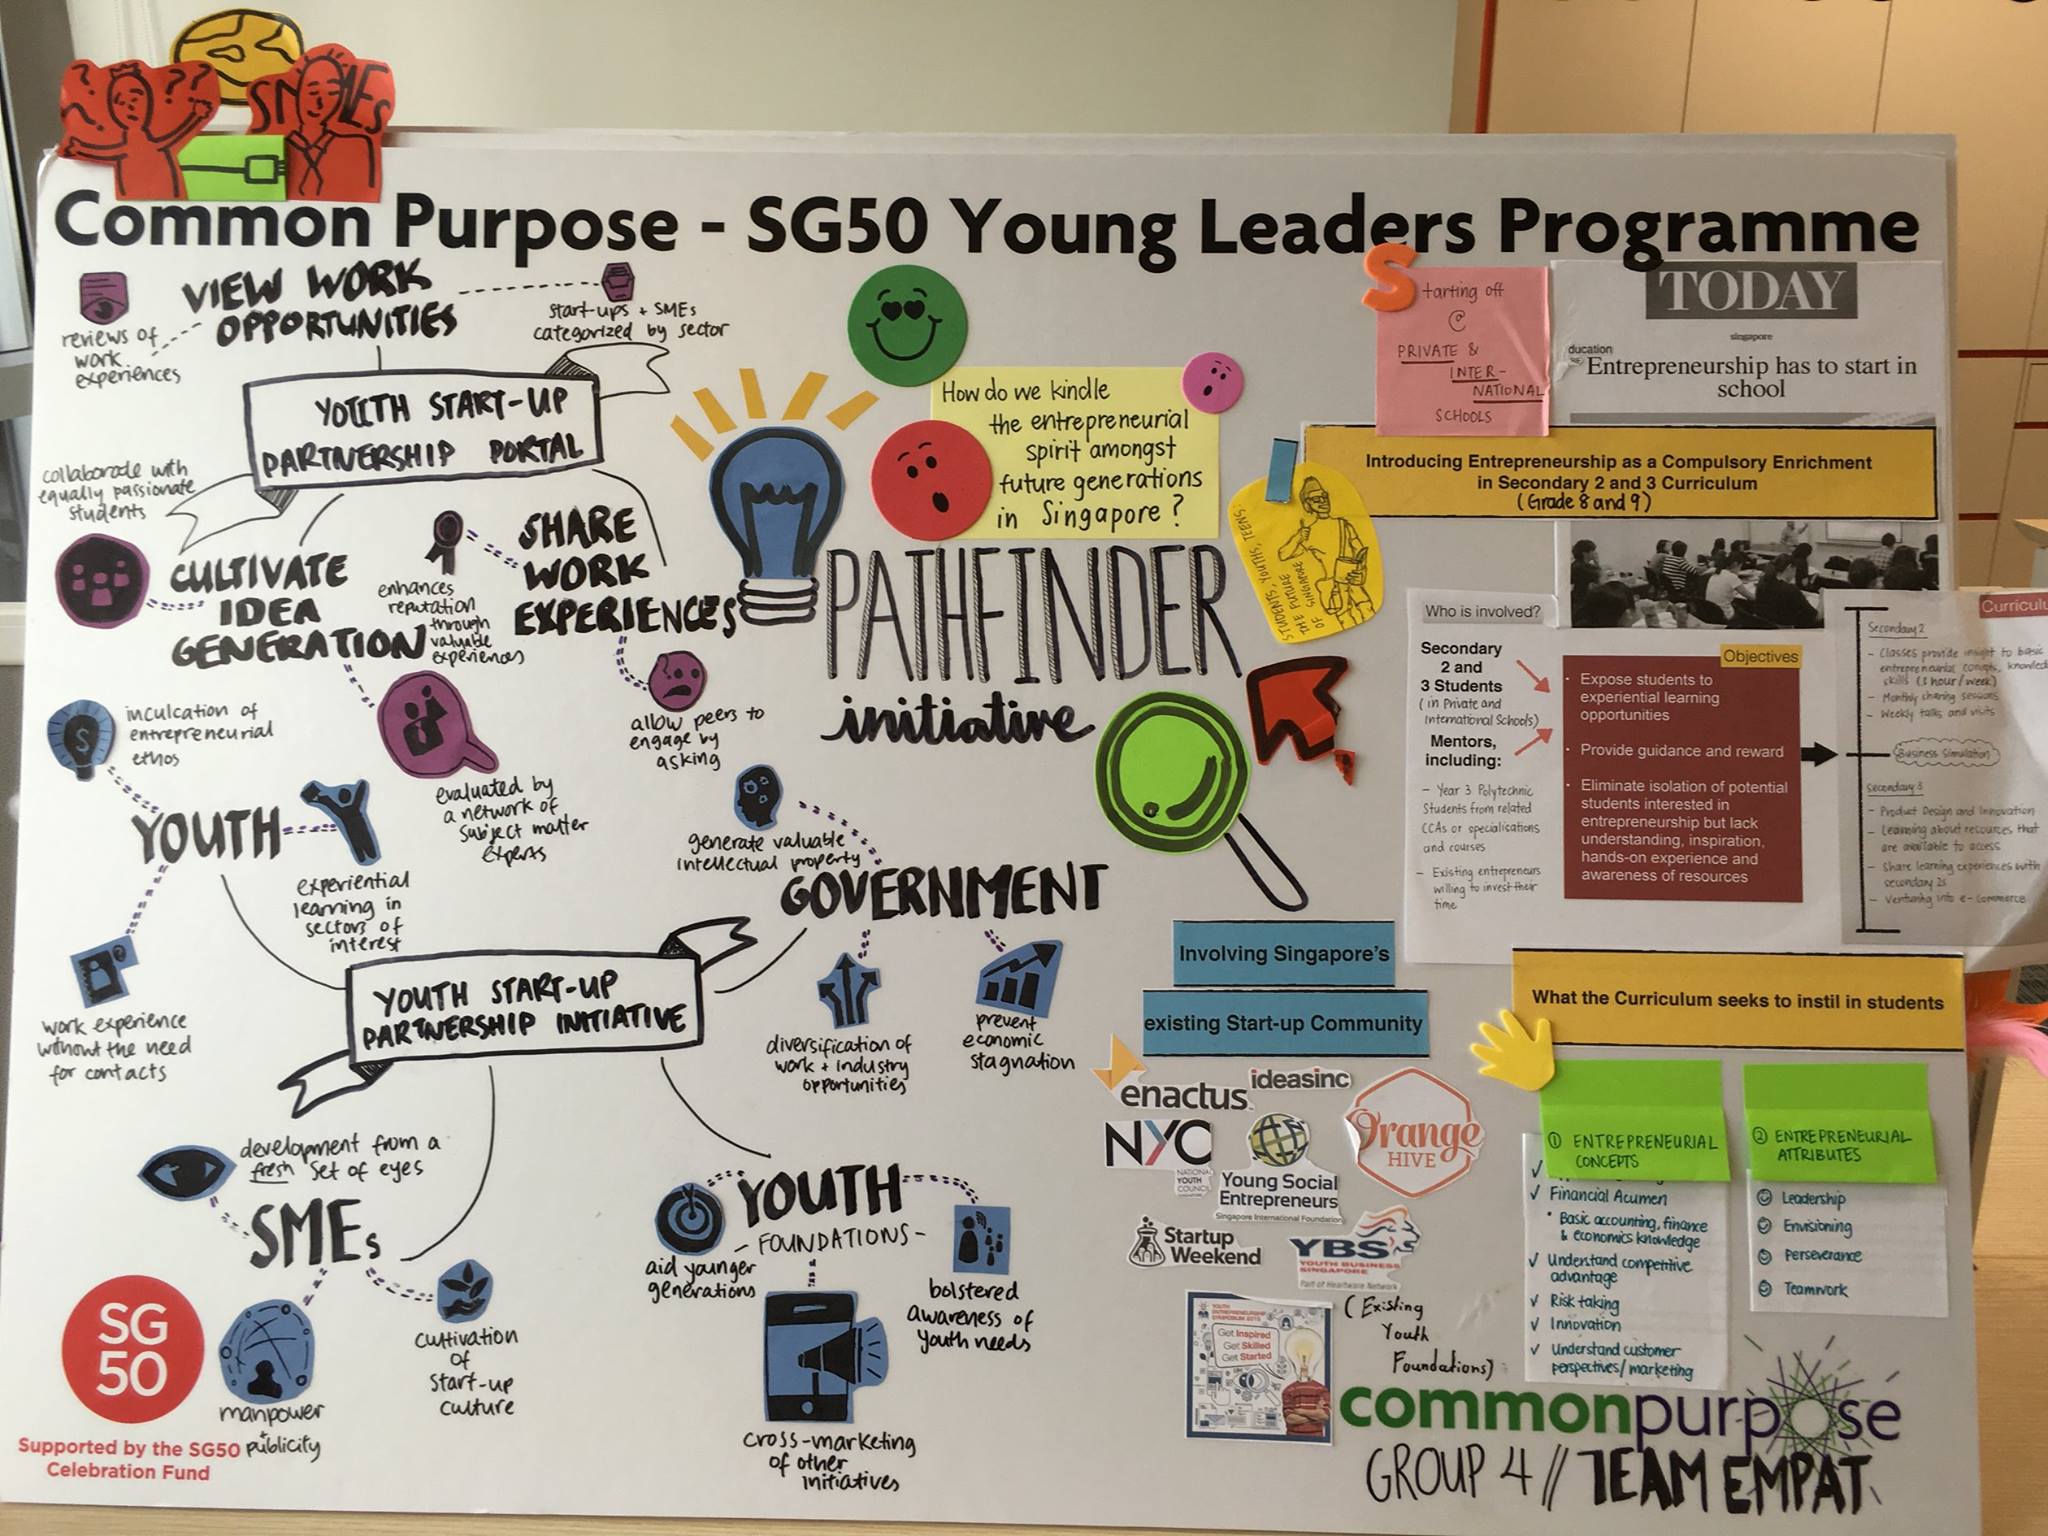 SMEs
Common Purpose - SG50 Young Leaders Programme
VIEW WORK
OPPORTUNITIES
reviews of
work
experiences
start-ups + SMEs
categorized by sector
YOUTH START-UP
PARTNERSHIP PORTAL
collaborate with
equally passionate
students
CULTIVATE
IDEA
GENERATION
enhances
reputation
through
valuable
experiences
SHARE
WORK
EXPERIENCES
evaluated by
a network of
subject matter
experts
allow peers to
engage by
asking
How do we kindle
the entrepreneurial
spirit amongst
future generations
in Singapore?
PATHFINDER
initiative
STUDENTS, YOUTHS, TEENS:
THE FUTURE
OF SINGAPORE
inculcation of
entrepreneurial
ethos
YOUTH
experiential
learning in
sectors of
interest
work experience
without the need
for contacts
generate valuable
intellectual property
GOVERNMENT
diversification of
work + industry
opportunities
prevent
economic
stagnation
YOUTH START-UP
PARTNERSHIP INITIATIVE
development from a
fresh set of eyes
SMEs
manpower
+
publicity
cultivation
of
start-up
culture
YOUTH
- FOUNDATIONS -
aid younger
generations
bolstered
awareness of
youth needs
cross-marketing
of other
initiatives
SG
50
Supported by the SG50
Celebration Fund
Starting off
@
PRIVATE &
INTER-
NATIONAL
SCHOOLS
TODAY
singapore
Entrepreneurship has to start in
school
Introducing Entrepreneurship as a Compulsory Enrichment
in Secondary 2 and 3 Curriculum
(Grade 8 and 9)
Who is involved?
Secondary
2 and
3 Students
(in Private and
International Schools)
Mentors,
including:
- Year 3 Polytechnic
Students from related
CCAs or specialisations
and courses
- Existing entrepreneurs
willing to invest their
time
Objectives
• Expose students to
experiential learning
opportunities
• Provide guidance and reward
• Eliminate isolation of potential
students interested in
entrepreneurship but lack
understanding, inspiration,
hands-on experience and
awareness of resources
Secondary 2
- Classes provide insight to basic
entrepreneurial
skills (1 hour/week)
- Monthly sharing sessions
- Weekly talks and visits
Business Simulation
Secondary 3
- Product Design and Innovation
- Learning about resources that
are available to access
- Share learning experiences with
secondary 2s
- Venturing into e-commerce
Involving Singapore's
existing Start-up Community
enactus
ideasinc
Orange
HIVE
NYC
NATIONAL
YOUTH
COUNCIL
Young Social
Entrepreneurs
Singapore International Foundation
Startup
Weekend
YBS
YOUTH BUSINESS
SINGAPORE
Part of Heartware Network
(Existing
Youth
Foundations)
YOUTH
ENTREPRENEURSHIP
SYMPOSIUM 2015
Get Inspired
Get Skilled
Get Started
What the Curriculum seeks to instil in students
① ENTREPRENEURIAL
CONCEPTS
✓ Financial Acumen
• Basic accounting, finance
& economics knowledge
✓ Understand competitive
advantage
✓ Risk taking
✓ Innovation
✓ Understand customer
perspectives/marketing
② ENTREPRENEURIAL
ATTRIBUTES
Leadership
Envisioning
Perseverance
Teamwork
commonpurpose
GROUP 4 // TEAM EMPAT